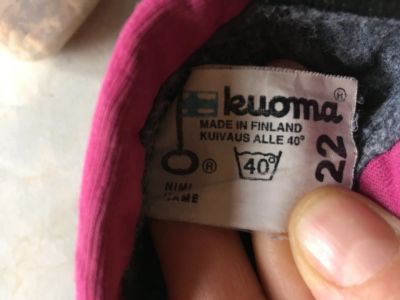 kuoma ®
MADE IN FINLAND
KUIVAUS ALLE 40°
® 40°
NIMI
NAME
22